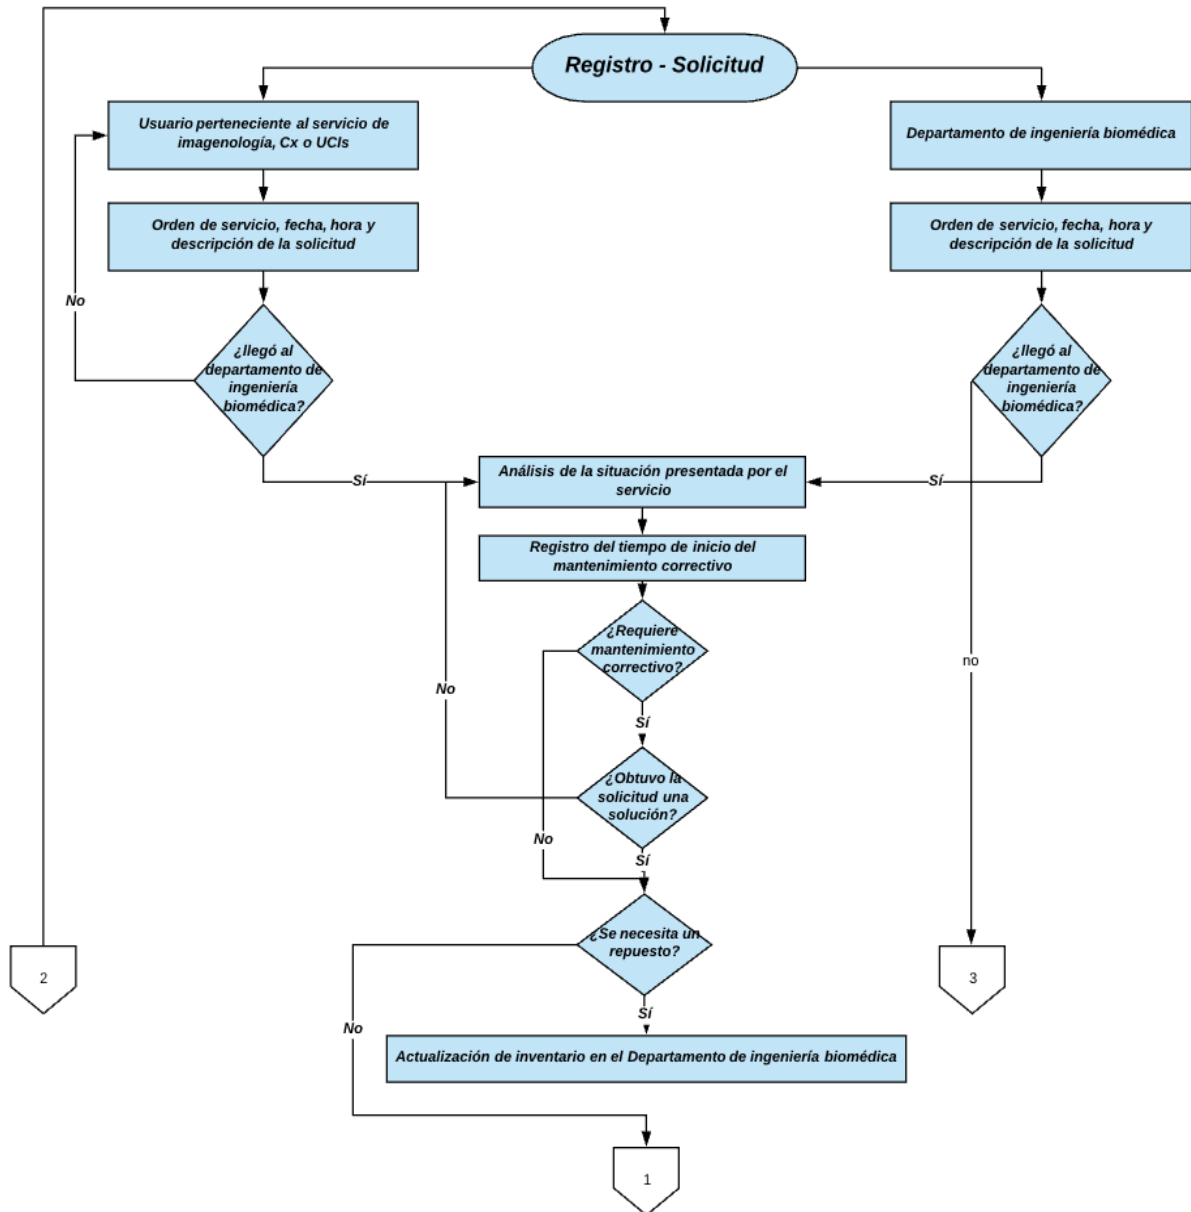 Registro - Solicitud
Usuario perteneciente al servicio de
imagenología, Cx o UCIs
Departamento de ingeniería biomédica
Orden de servicio, fecha, hora y
descripción de la solicitud
Orden de servicio, fecha, hora y
descripción de la solicitud
No
¿llegó al
departamento de
ingeniería
biomédica?
¿llegó al
departamento de
ingeniería
biomédica?
Sí
Análisis de la situación presentada por el
servicio
Sí
Registro del tiempo de inicio del
mantenimiento correctivo
¿Requiere
mantenimiento
correctivo?
no
No
Sí
¿Obtuvo la
solicitud una
solución?
No
Sí
¿Se necesita un
repuesto?
2
3
Sí
No
Actualización de inventario en el Departamento de ingeniería biomédica
1